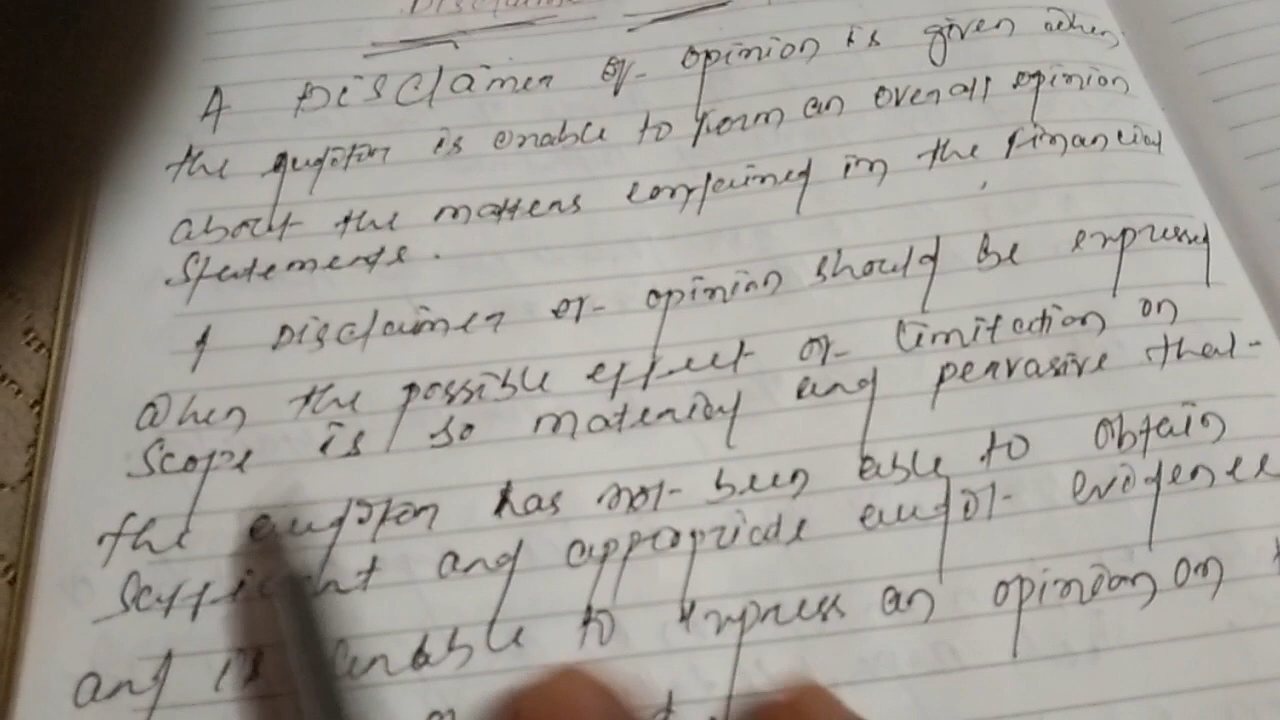 A Disclaimer of opinion is given when
the auditor is enable to form an overall opinion
about the matters contained in the financial
statements.
A Disclaimer of opinion should be expressed
When the possible effect of limitation on
scope is so material and pervasive that
the auditor has not been able to obtain
sufficient and appropriate audit evidence
and is unable to express an opinion on